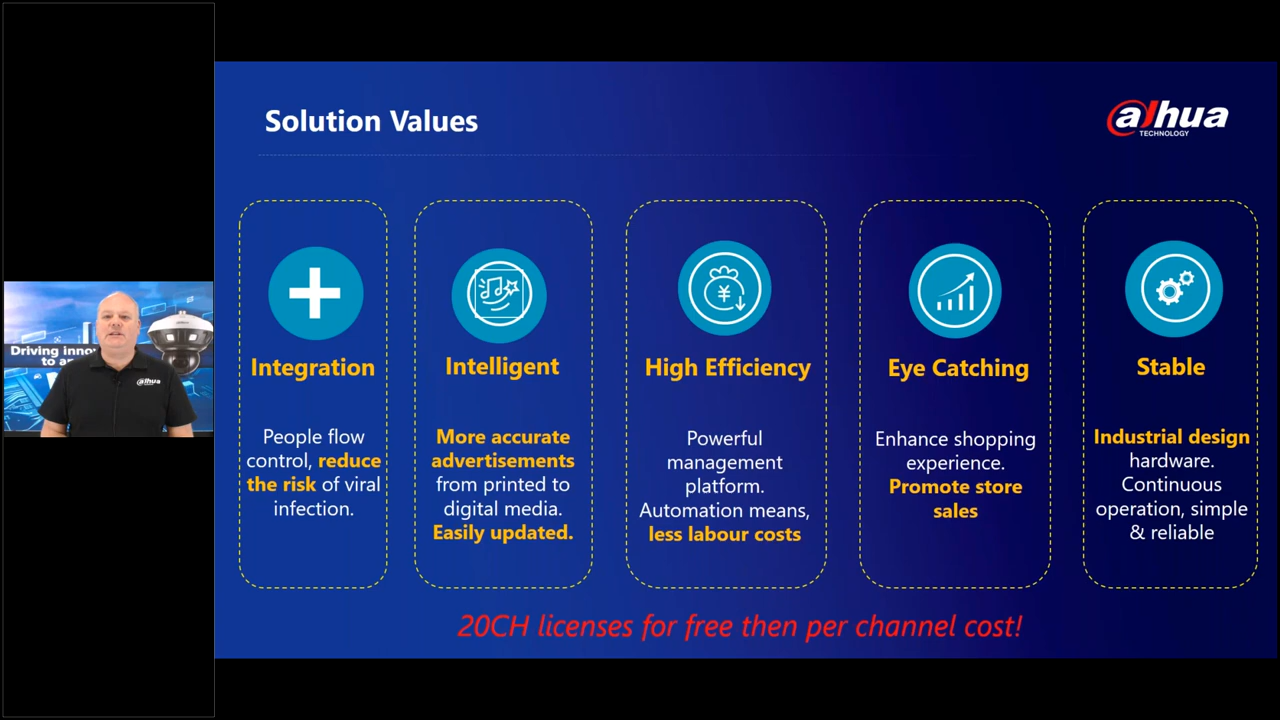 Solution Values
alhua
TECHNOLOGY
Integration
People flow
control, reduce
the risk of viral
infection.
Intelligent
More accurate
advertisements
from printed to
digital media.
Easily updated.
High Efficiency
¥
Powerful
management
platform.
Automation means,
less labour costs
Eye Catching
Enhance shopping
experience.
Promote store
sales
Stable
Industrial design
hardware.
Continuous
operation, simple
& reliable
20CH licenses for free then per channel cost!
Driving
to
alhua